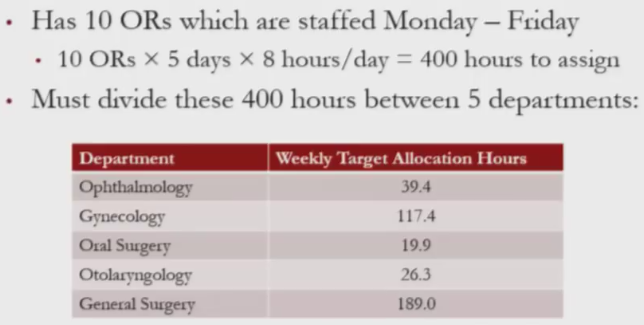 • Has 10 ORs which are staffed Monday – Friday
• 10 ORs × 5 days × 8 hours/day = 400 hours to assign
• Must divide these 400 hours between 5 departments:
Department Weekly Target Allocation Hours
Ophthalmology 39.4
Gynecology 117.4
Oral Surgery 19.9
Otolaryngology 26.3
General Surgery 189.0